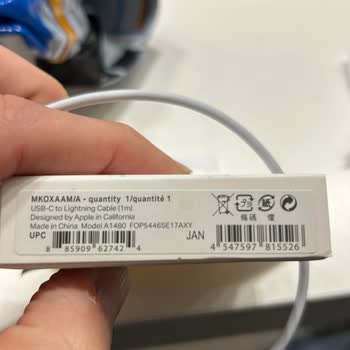 MK0XAAM/A - quantity 1/quantité 1
USB-C to Lightning Cable (1m)
Designed by Apple in California
Made in China Model A1480 FOP5446SE17AXY
UPC
8 85909 62742 4
JAN
4 547597 815526